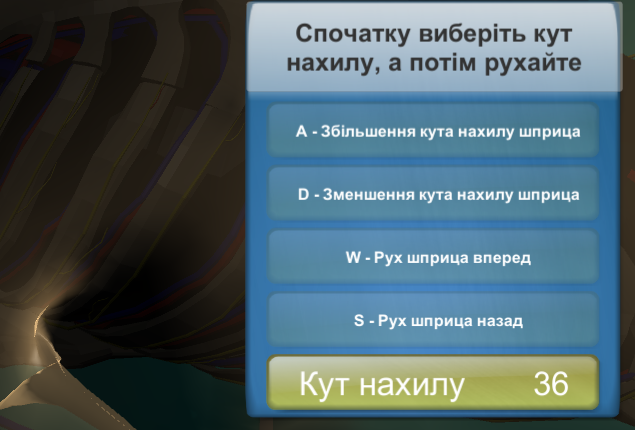 Спочатку виберіть кут
нахилу, а потім рухайте
A - Збільшення кута нахилу шприца
D - Зменшення кута нахилу шприца
W - Рух шприца вперед
S - Рух шприца назад
Кут нахилу 36